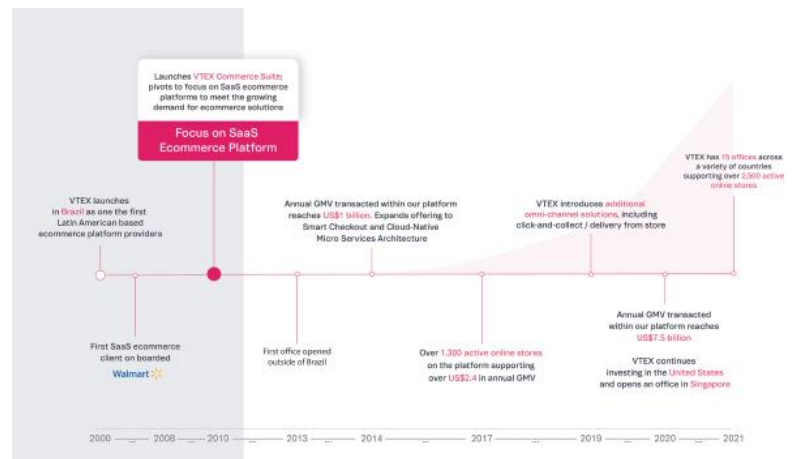 Launches VTEX Commerce Suite;
pivots to focus on SaaS ecommerce
platforms to meet the growing
demand for ecommerce solutions
Focus on SaaS
Ecommerce Platform
VTEX launches
in Brazil as one the first
Latin American based
ecommerce platform providers
Annual GMV transacted within our platform
reaches US$1 billion. Expands offering to
Smart Checkout and Cloud-Native
Micro Services Architecture
VTEX introduces additional
omni-channel solutions, including
click-and-collect / delivery from store
VTEX has 15 offices across
a variety of countries
supporting over 2,500 active
online stores
First SaaS ecommerce
client on boarded
Walmart
First office opened
outside of Brazil
Over 1,300 active online stores
on the platform supporting
over US$2.4 in annual GMV
Annual GMV transacted
within our platform reaches
US$7.5 billion
VTEX continues
investing in the United States
and opens an office in Singapore
2000 ... 2008 ... 2010 ... 2013 ... 2014 ... 2017 ... 2019 ... 2020 ... 2021